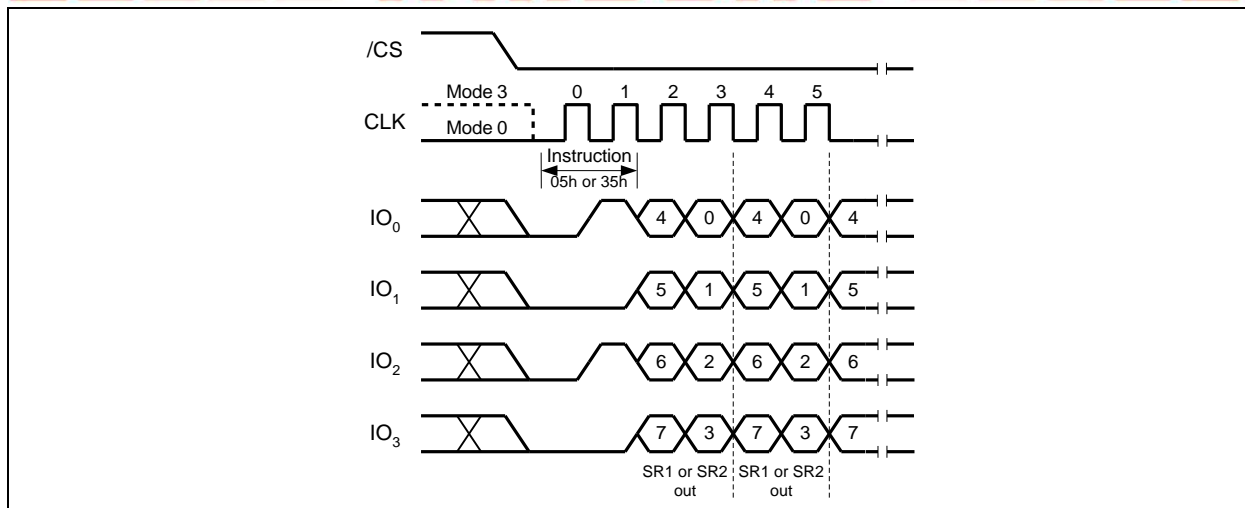 /CS
Mode 3 0 1 2 3 4 5
CLK
Mode 0
Instruction
05h or 35h
IO0 4 0 4 0 4
IO1 5 1 5 1 5
IO2 6 2 6 2 6
IO3 7 3 7 3 7
SR1 or SR2 SR1 or SR2
out out